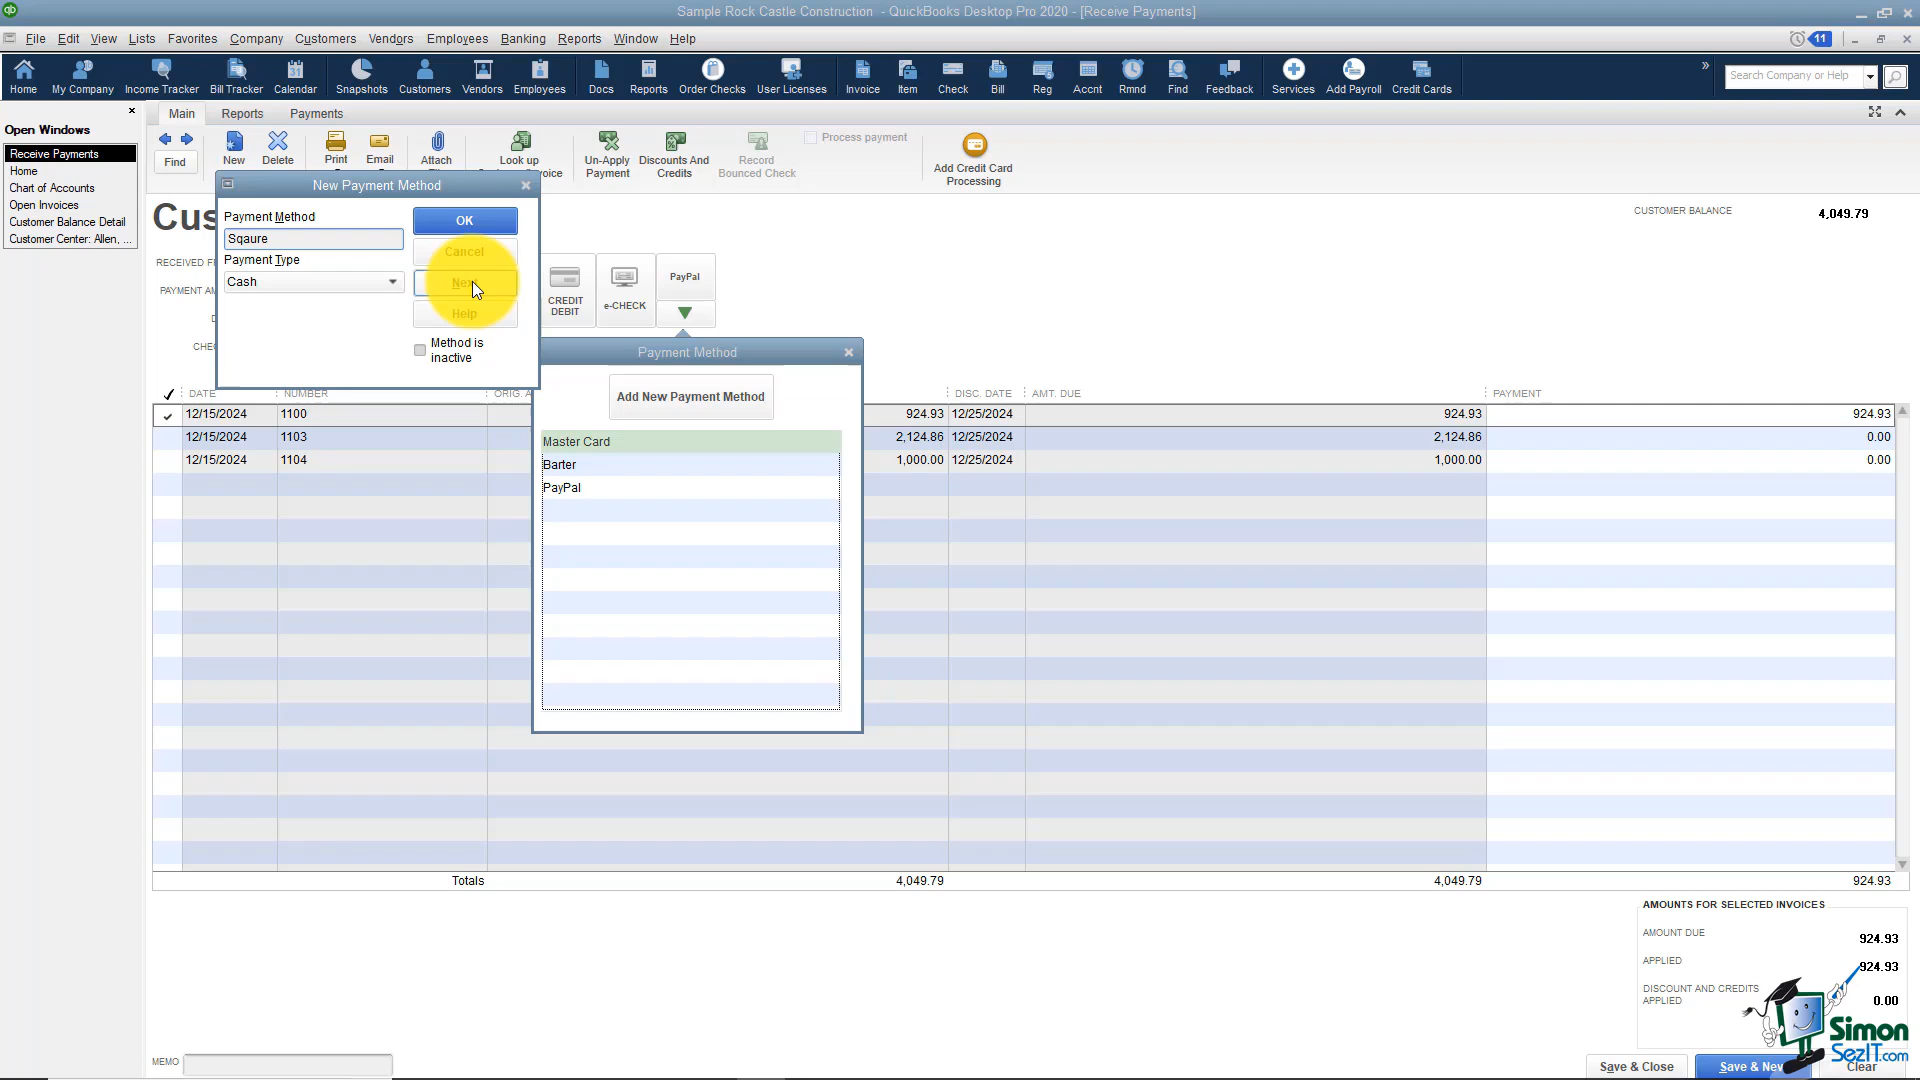 Sample Rock Castle Construction - QuickBooks Desktop Pro 2020 - [Receive Payments]
File Edit View Lists Favorites Company Customers Vendors Employees Banking Reports Window Help
11
Home My Company Income Tracker Bill Tracker Calendar Snapshots Customers Vendors Employees Docs Reports Order Checks User Licenses Invoice Item Check Bill Reg Accnt Rmnd Find Feedback Services Add Payroll Credit Cards
Search Company or Help
Open Windows
Receive Payments
Home
Chart of Accounts
Open Invoices
Customer Balance Detail
Customer Center: Allen, ...
Main Reports Payments
Find
New
Delete
Print
Email
Attach
Look up
Un-Apply
Payment
Discounts And
Credits
Record
Bounced Check
Process payment
Add Credit Card
Processing
New Payment Method
Payment Method
Sqaure
Payment Type
Cash
OK
Cancel
Help
Method is
inactive
Cus
CUSTOMER BALANCE 4,049.79
RECEIVED
PAYMENT
CREDIT
DEBIT
e-CHECK
PayPal
Payment Method
Add New Payment Method
Master Card
Barter
PayPal
DATE NUMBER ORIG. DISC. DATE AMT. DUE PAYMENT
12/15/2024 1100 924.93 12/25/2024 924.93 924.93
12/15/2024 1103 2,124.86 12/25/2024 2,124.86 0.00
12/15/2024 1104 1,000.00 12/25/2024 1,000.00 0.00
Totals 4,049.79 4,049.79 924.93
AMOUNTS FOR SELECTED INVOICES
AMOUNT DUE 924.93
APPLIED 924.93
DISCOUNT AND CREDITS
APPLIED 0.00
MEMO
Save & Close Save & New Clear
Simon
SezIT.com